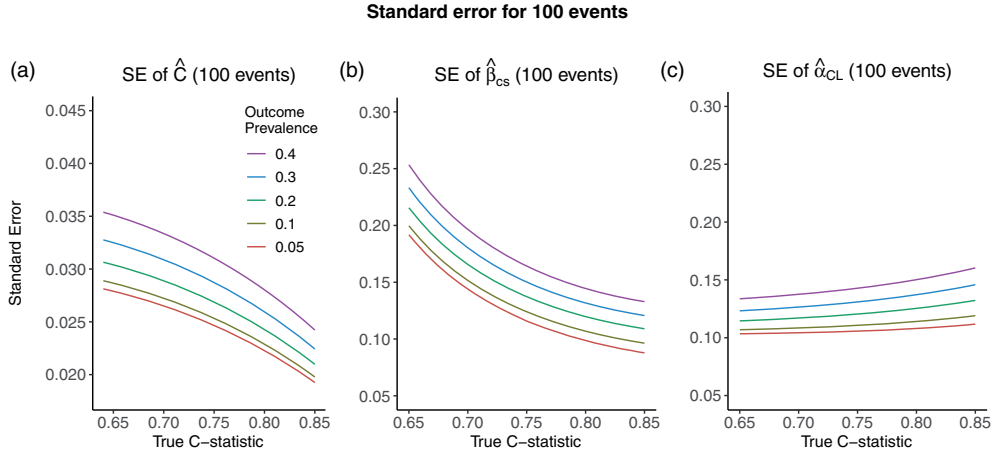 Standard error for 100 events
(a)
SE of Ĉ (100 events)
Standard Error
0.045
0.040
0.035
0.030
0.025
0.020
Outcome
Prevalence
0.4
0.3
0.2
0.1
0.05
0.65 0.70 0.75 0.80 0.85
True C−statistic
(b)
SE of β̂cs (100 events)
0.30
0.25
0.20
0.15
0.10
0.05
0.65 0.70 0.75 0.80 0.85
True C−statistic
(c)
SE of α̂CL (100 events)
0.30
0.25
0.20
0.15
0.10
0.05
0.65 0.70 0.75 0.80 0.85
True C−statistic